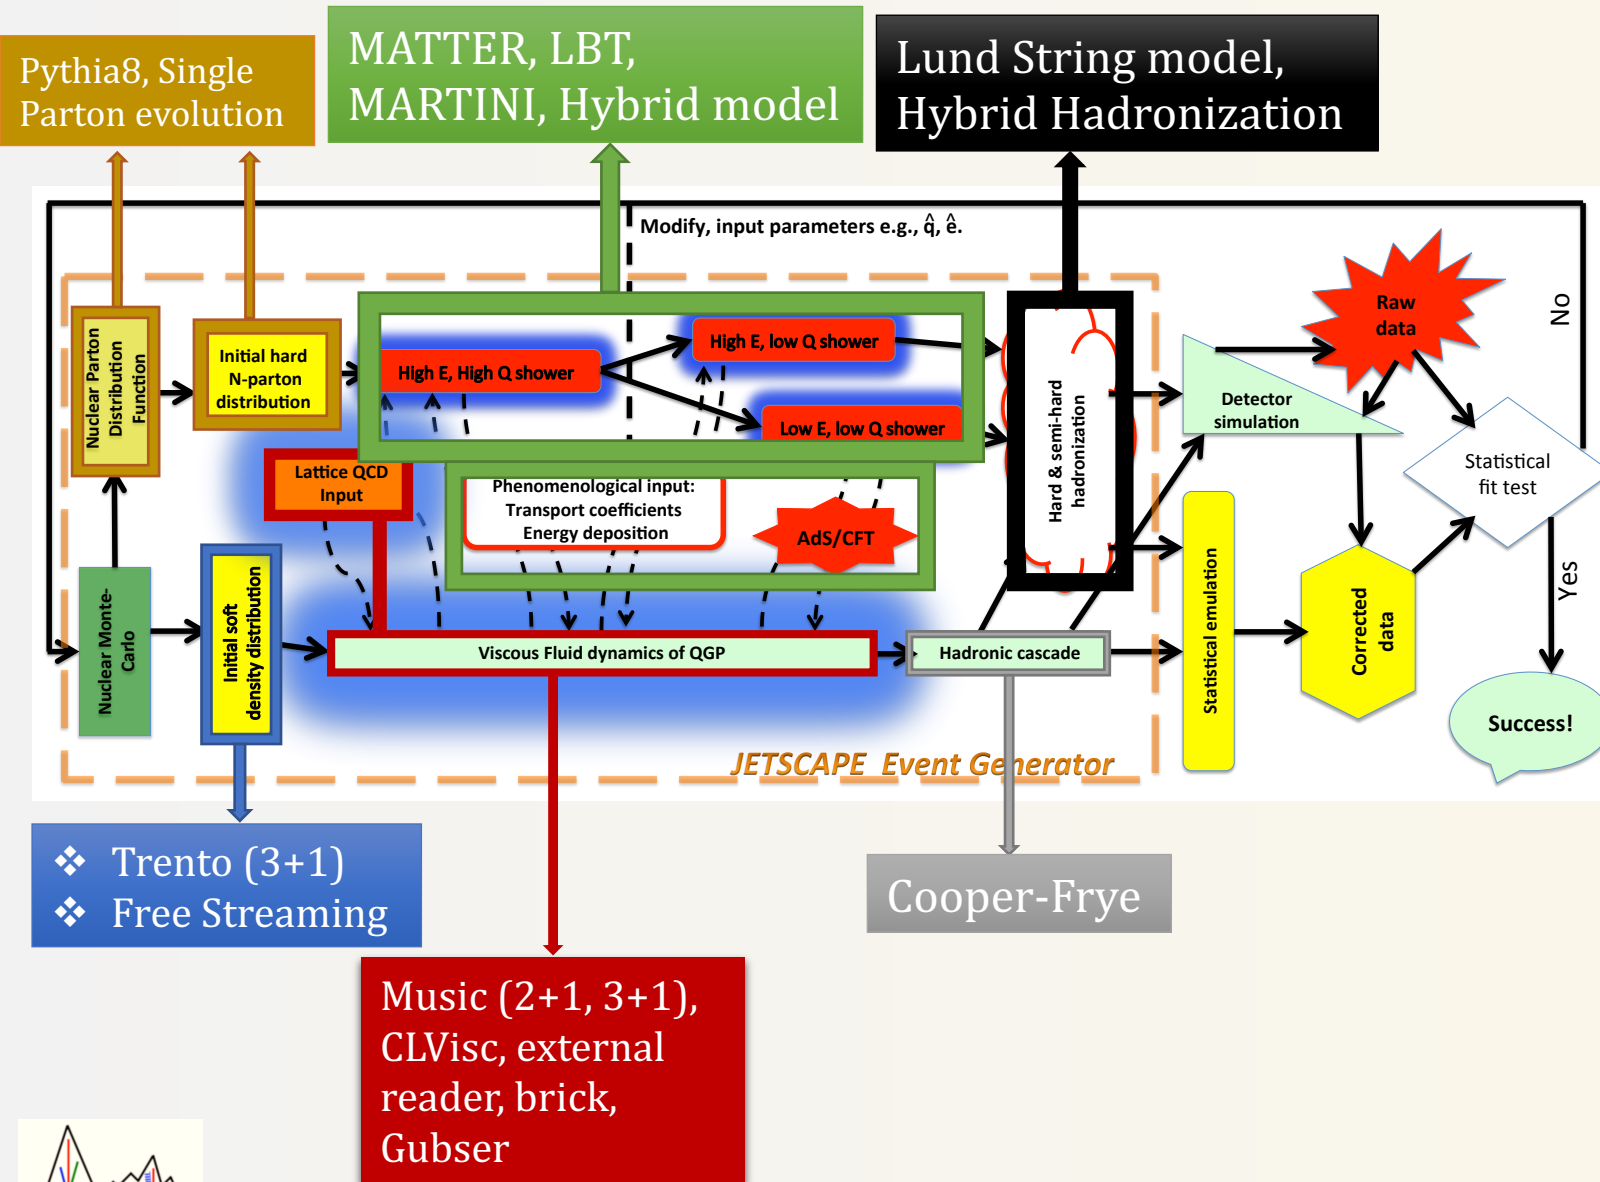 Pythia8, Single
Parton evolution
MATTER, LBT,
MARTINI, Hybrid model
Lund String model,
Hybrid Hadronization
Modify, input parameters e.g., q̂, ê.
Nuclear Parton
Distribution
Function
Initial hard
N-parton
distribution
High E, High Q shower
High E, low Q shower
Low E, low Q shower
Hard & semi-hard
hadronization
Raw
data
No
Detector
simulation
Statistical
fit test
Lattice QCD
Input
Phenomenological input:
Transport coefficients
Energy deposition
AdS/CFT
Nuclear Monte-
Carlo
Initial soft
density distribution
Viscous Fluid dynamics of QGP
Hadronic cascade
Statistical emulation
Corrected
data
Yes
Success!
JETSCAPE Event Generator
❖ Trento (3+1)
❖ Free Streaming
Cooper-Frye
Music (2+1, 3+1),
CLVisc, external
reader, brick,
Gubser